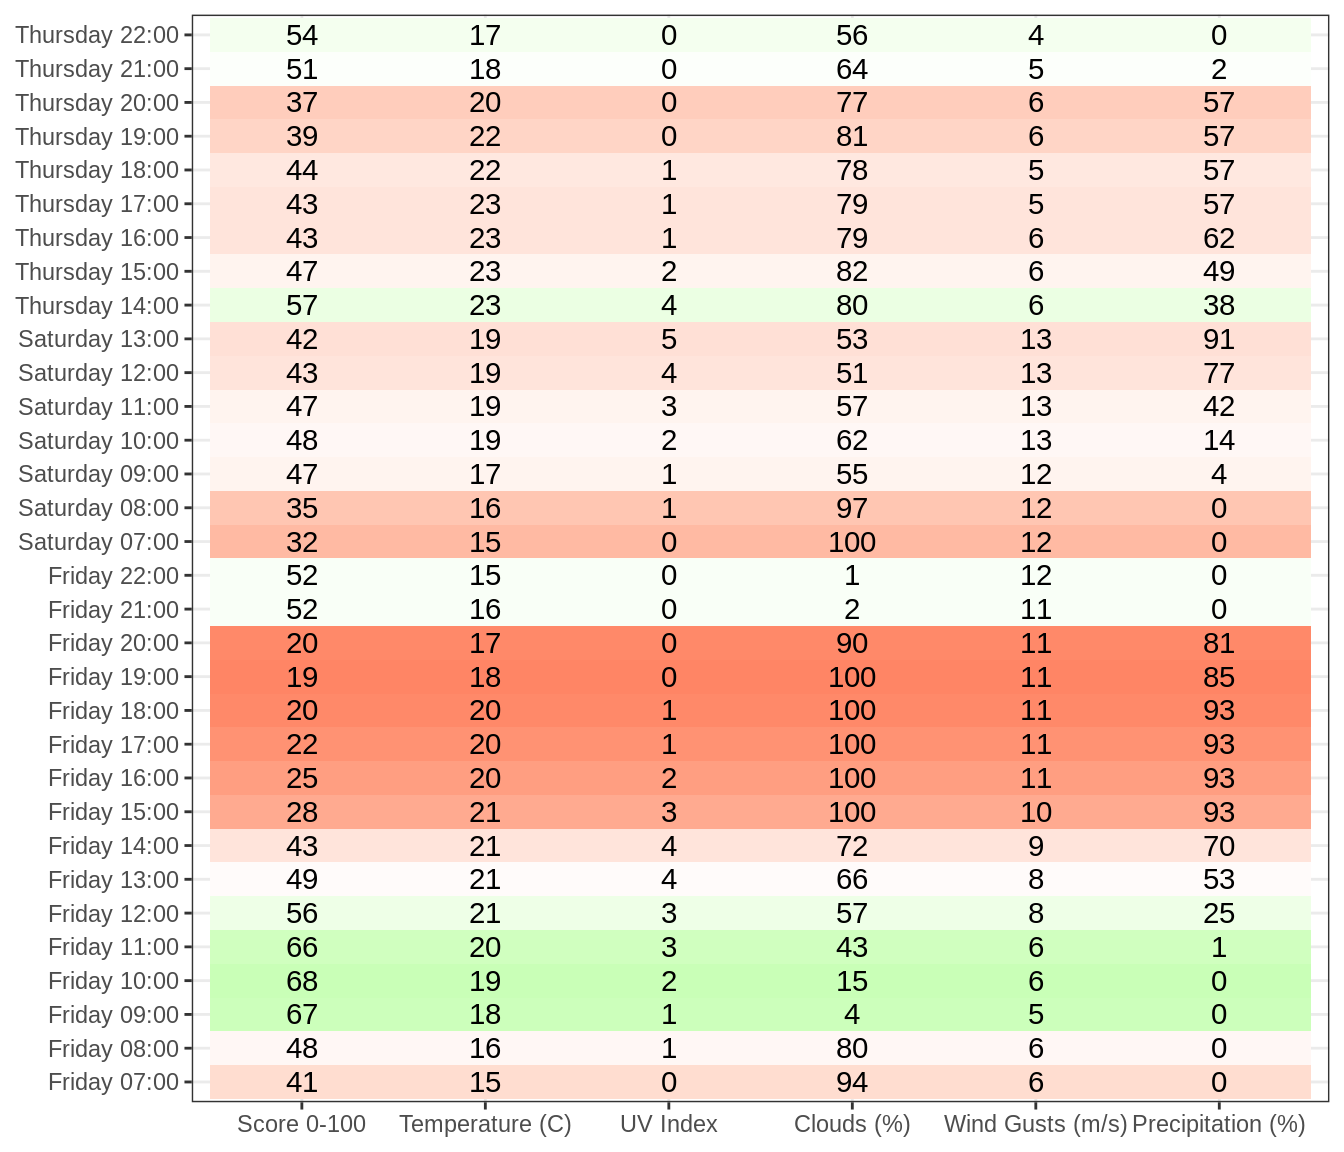 Thursday 22:00 54 17 0 56 4 0
Thursday 21:00 51 18 0 64 5 2
Thursday 20:00 37 20 0 77 6 57
Thursday 19:00 39 22 0 81 6 57
Thursday 18:00 44 22 1 78 5 57
Thursday 17:00 43 23 1 79 5 57
Thursday 16:00 43 23 1 79 6 62
Thursday 15:00 47 23 2 82 6 49
Thursday 14:00 57 23 4 80 6 38
Saturday 13:00 42 19 5 53 13 91
Saturday 12:00 43 19 4 51 13 77
Saturday 11:00 47 19 3 57 13 42
Saturday 10:00 48 19 2 62 13 14
Saturday 09:00 47 17 1 55 12 4
Saturday 08:00 35 16 1 97 12 0
Saturday 07:00 32 15 0 100 12 0
Friday 22:00 52 15 0 1 12 0
Friday 21:00 52 16 0 2 11 0
Friday 20:00 20 17 0 90 11 81
Friday 19:00 19 18 0 100 11 85
Friday 18:00 20 20 1 100 11 93
Friday 17:00 22 20 1 100 11 93
Friday 16:00 25 20 2 100 11 93
Friday 15:00 28 21 3 100 10 93
Friday 14:00 43 21 4 72 9 70
Friday 13:00 49 21 4 66 8 53
Friday 12:00 56 21 3 57 8 25
Friday 11:00 66 20 3 43 6 1
Friday 10:00 68 19 2 15 6 0
Friday 09:00 67 18 1 4 5 0
Friday 08:00 48 16 1 80 6 0
Friday 07:00 41 15 0 94 6 0
Score 0-100 Temperature (C) UV Index Clouds (%) Wind Gusts (m/s) Precipitation (%)